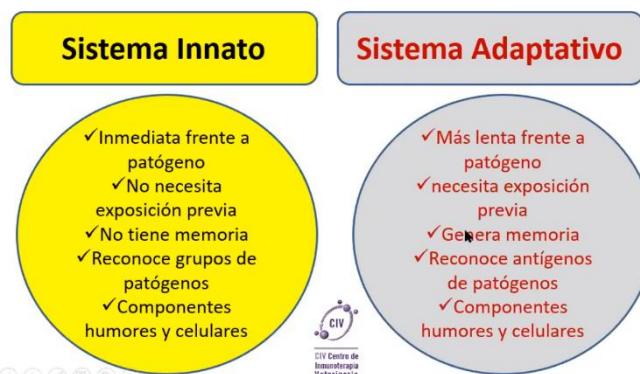 Sistema Innato
Sistema Adaptativo
✓Inmediata frente a
patógeno
✓No necesita
exposición previa
✓No tiene memoria
✓Reconoce grupos de
patógenos
✓Componentes
humores y celulares
✓Más lenta frente a
patógeno
✓necesita exposición
previa
✓Genera memoria
✓Reconoce antígenos
de patógenos
✓Componentes
humores y celulares
CIV
CIV Centro de
Inmunoterapia
Veterinaria